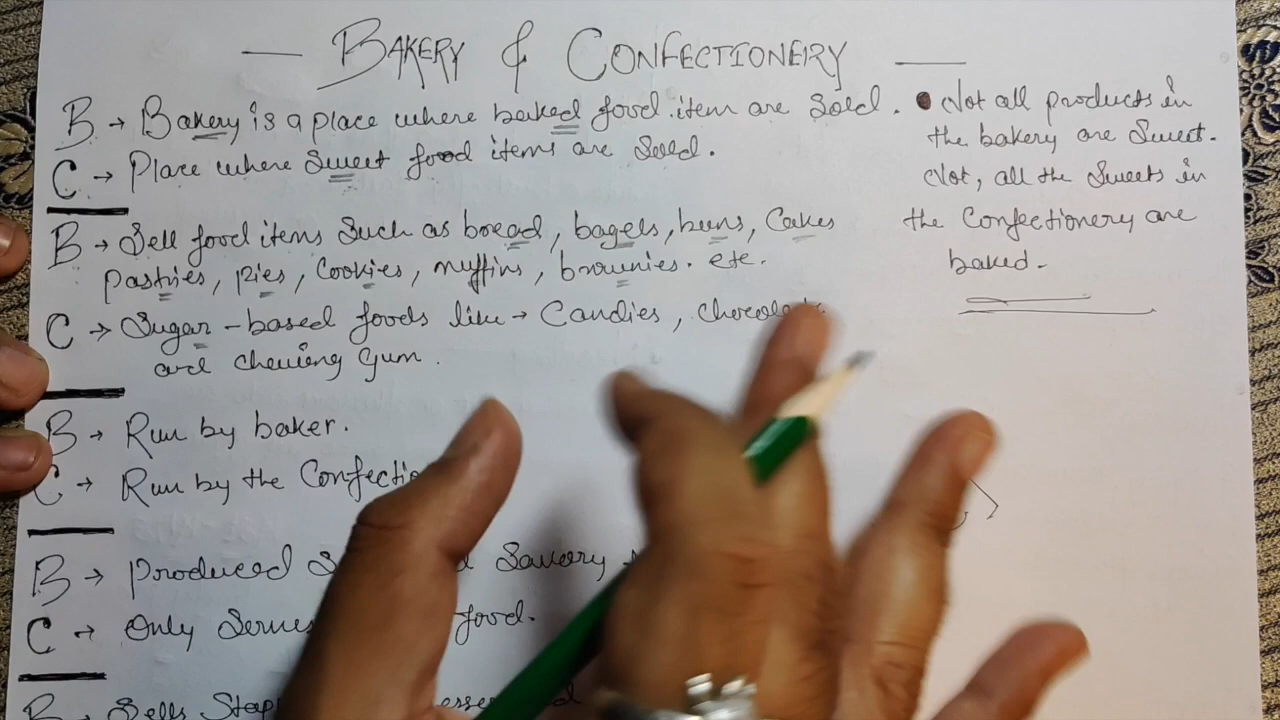 — BAKERY & CONFECTIONERY —
B → Bakery is a place where baked food item are Sold.
C → Place where Sweet food items are Sold.
B → Sell food items Such as bread, bagels, buns, Cakes
pastries, pies, Cookies, muffins, brownies. etc.
C → Sugar-based foods like → Candies, chocolate
and chewing gum.
B → Run by baker.
C → Run by the
B → Produced Savory
C → Only food.
B → Sells
• Not all products in
the bakery are Sweet.
Not, all the Sweets in
the Confectionery are
baked.